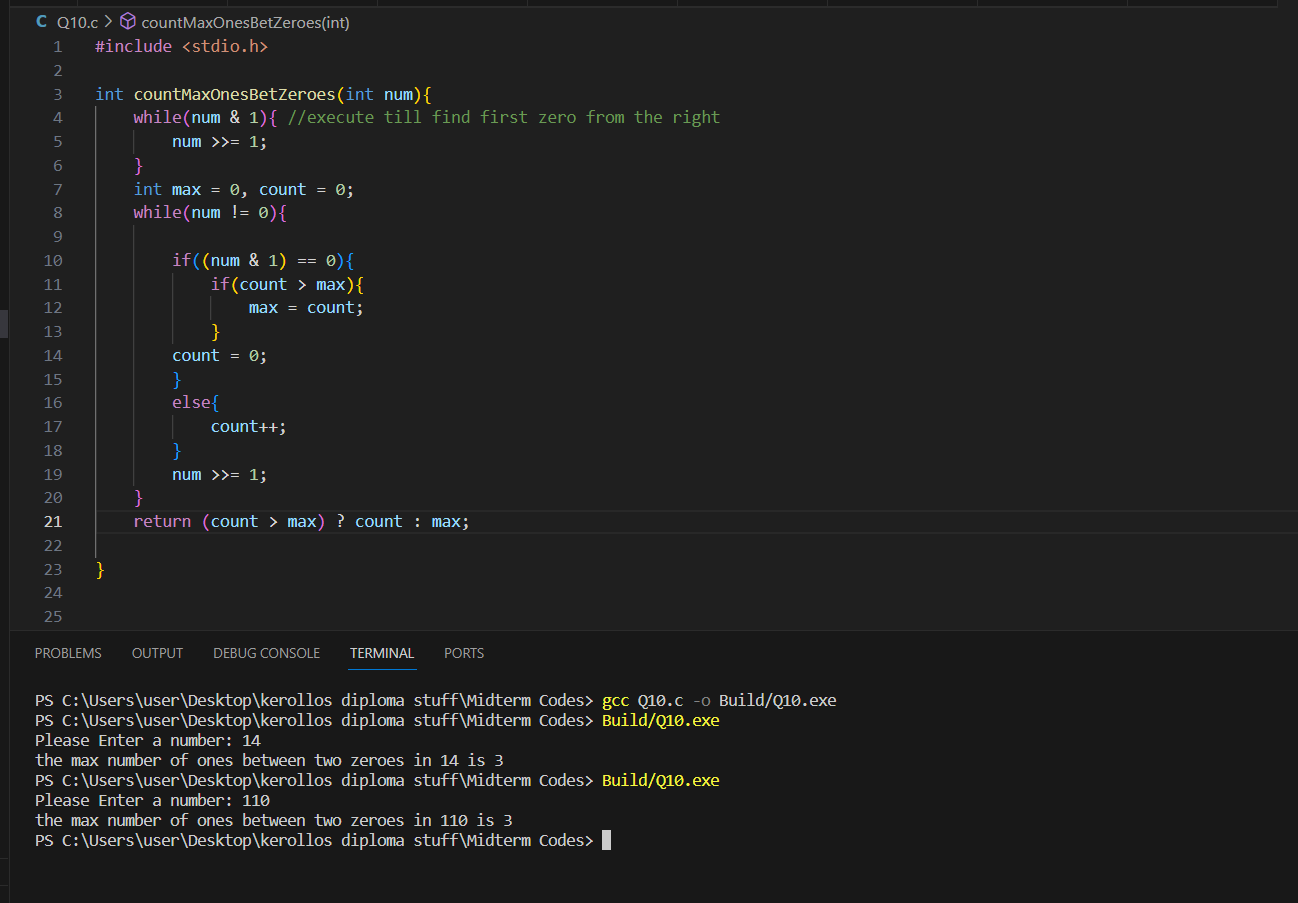 C Q10.c > countMaxOnesBetZeroes(int)
1 #include <stdio.h>
2
3 int countMaxOnesBetZeroes(int num){
4 while(num & 1){ //execute till find first zero from the right
5 num >>= 1;
6 }
7 int max = 0, count = 0;
8 while(num != 0){
9
10 if((num & 1) == 0){
11 if(count > max){
12 max = count;
13 }
14 count = 0;
15 }
16 else{
17 count++;
18 }
19 num >>= 1;
20 }
21 return (count > max) ? count : max;
22
23 }
24
25
PROBLEMS OUTPUT DEBUG CONSOLE TERMINAL PORTS
PS C:\Users\user\Desktop\kerollos diploma stuff\Midterm Codes> gcc Q10.c -o Build/Q10.exe
PS C:\Users\user\Desktop\kerollos diploma stuff\Midterm Codes> Build/Q10.exe
Please Enter a number: 14
the max number of ones between two zeroes in 14 is 3
PS C:\Users\user\Desktop\kerollos diploma stuff\Midterm Codes> Build/Q10.exe
Please Enter a number: 110
the max number of ones between two zeroes in 110 is 3
PS C:\Users\user\Desktop\kerollos diploma stuff\Midterm Codes>